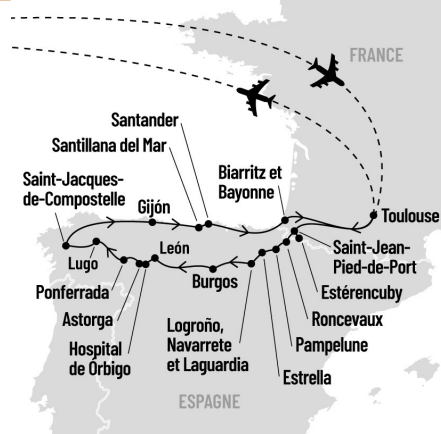 FRANCE
Santander
Santillana del Mar
Saint-Jacques-
de-Compostelle
Gijón
Biarritz et
Bayonne
Toulouse
Lugo
León
Saint-Jean-
Pied-de-Port
Ponferrada
Burgos
Estérencuby
Astorga
Roncevaux
Hospital
de Órbigo
Logroño,
Navarrete
et Laguardia
Pampelune
Estrella
ESPAGNE